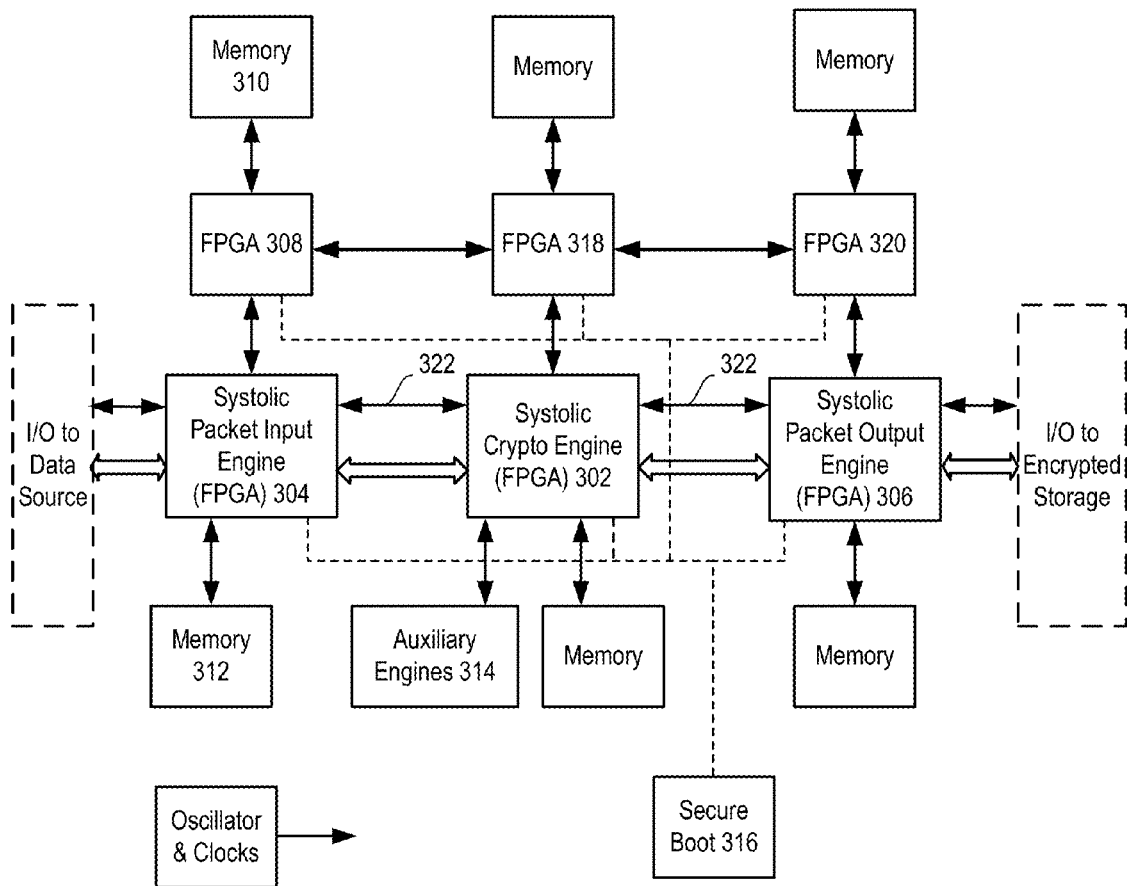 Memory
310
Memory
Memory
FPGA 308
FPGA 318
FPGA 320
322
322
I/O to
Data
Source
Systolic
Packet Input
Engine
(FPGA) 304
Systolic
Crypto Engine
(FPGA) 302
Systolic
Packet Output
Engine
(FPGA) 306
I/O to
Encrypted
Storage
Memory
312
Auxiliary
Engines 314
Memory
Memory
Oscillator
& Clocks
Secure
Boot 316